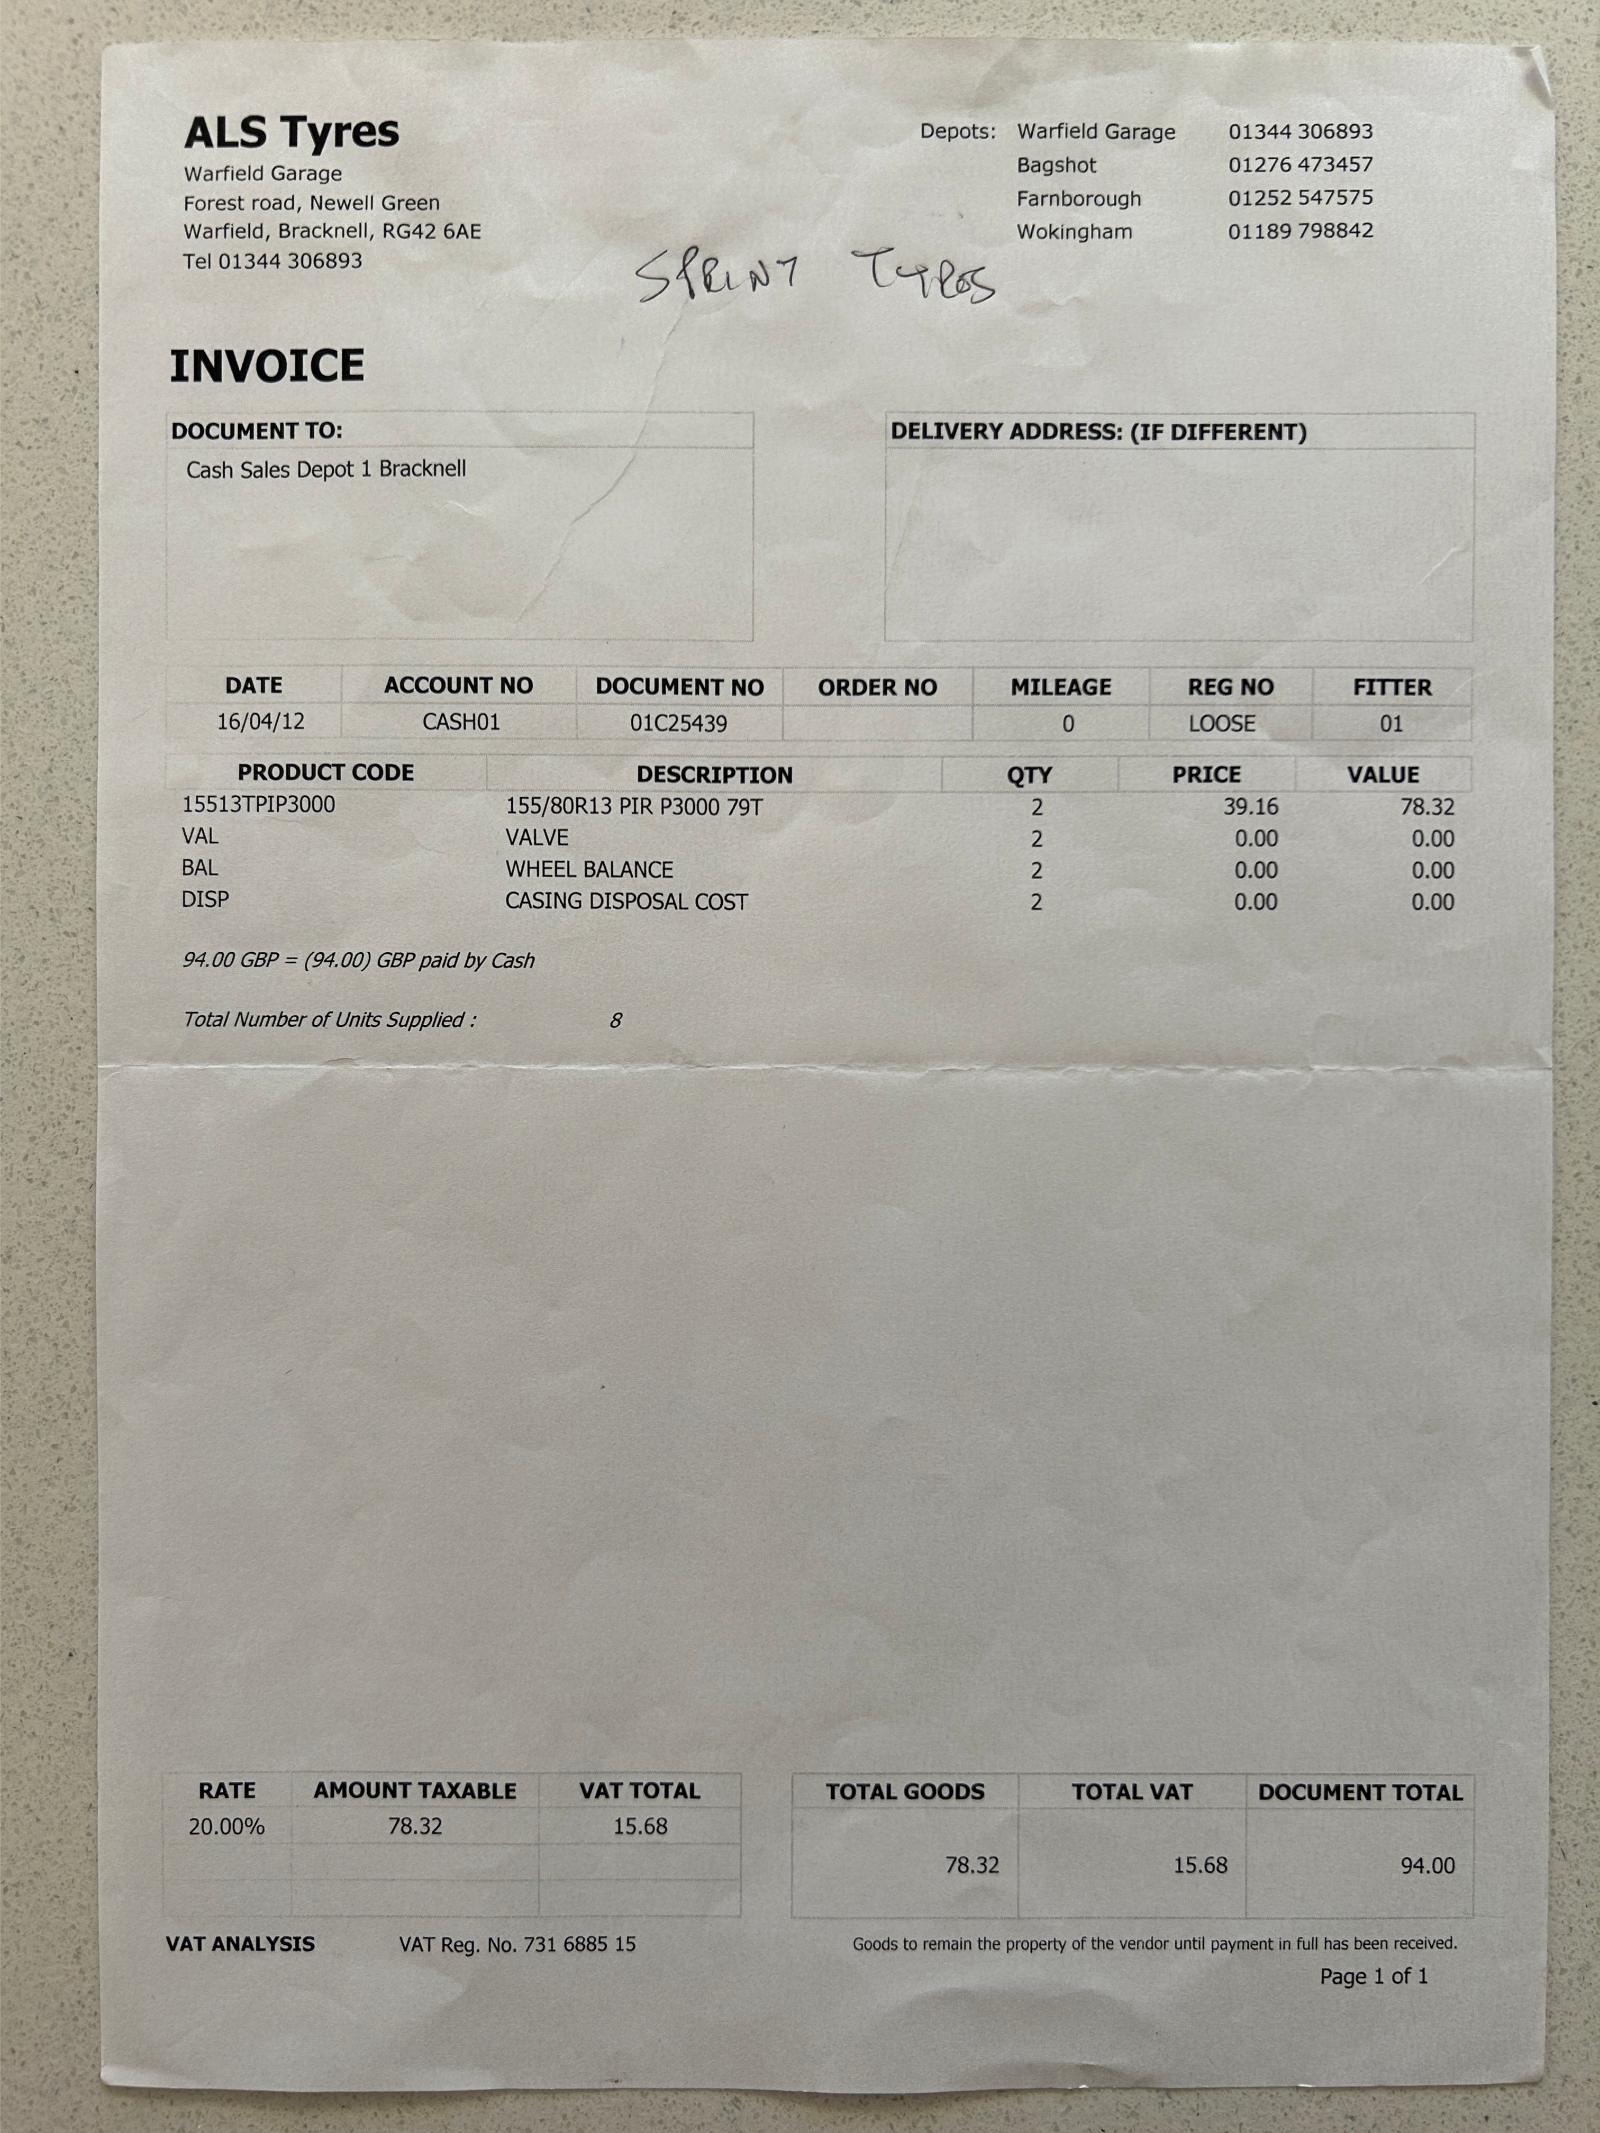 ALS Tyres
Warfield Garage
Forest road, Newell Green
Warfield, Bracknell, RG42 6AE
Tel 01344 306893
Depots: Warfield Garage 01344 306893
Bagshot 01276 473457
Farnborough 01252 547575
Wokingham 01189 798842
SPRINT TYRES
INVOICE
DOCUMENT TO:
Cash Sales Depot 1 Bracknell
DELIVERY ADDRESS: (IF DIFFERENT)
DATE ACCOUNT NO DOCUMENT NO ORDER NO MILEAGE REG NO FITTER
16/04/12 CASH01 01C25439 0 LOOSE 01
PRODUCT CODE DESCRIPTION QTY PRICE VALUE
15513TPIP3000 155/80R13 PIR P3000 79T 2 39.16 78.32
VAL VALVE 2 0.00 0.00
BAL WHEEL BALANCE 2 0.00 0.00
DISP CASING DISPOSAL COST 2 0.00 0.00
94.00 GBP = (94.00) GBP paid by Cash
Total Number of Units Supplied : 8
RATE AMOUNT TAXABLE VAT TOTAL
20.00% 78.32 15.68
TOTAL GOODS TOTAL VAT DOCUMENT TOTAL
78.32 15.68 94.00
VAT ANALYSIS VAT Reg. No. 731 6885 15
Goods to remain the property of the vendor until payment in full has been received.
Page 1 of 1